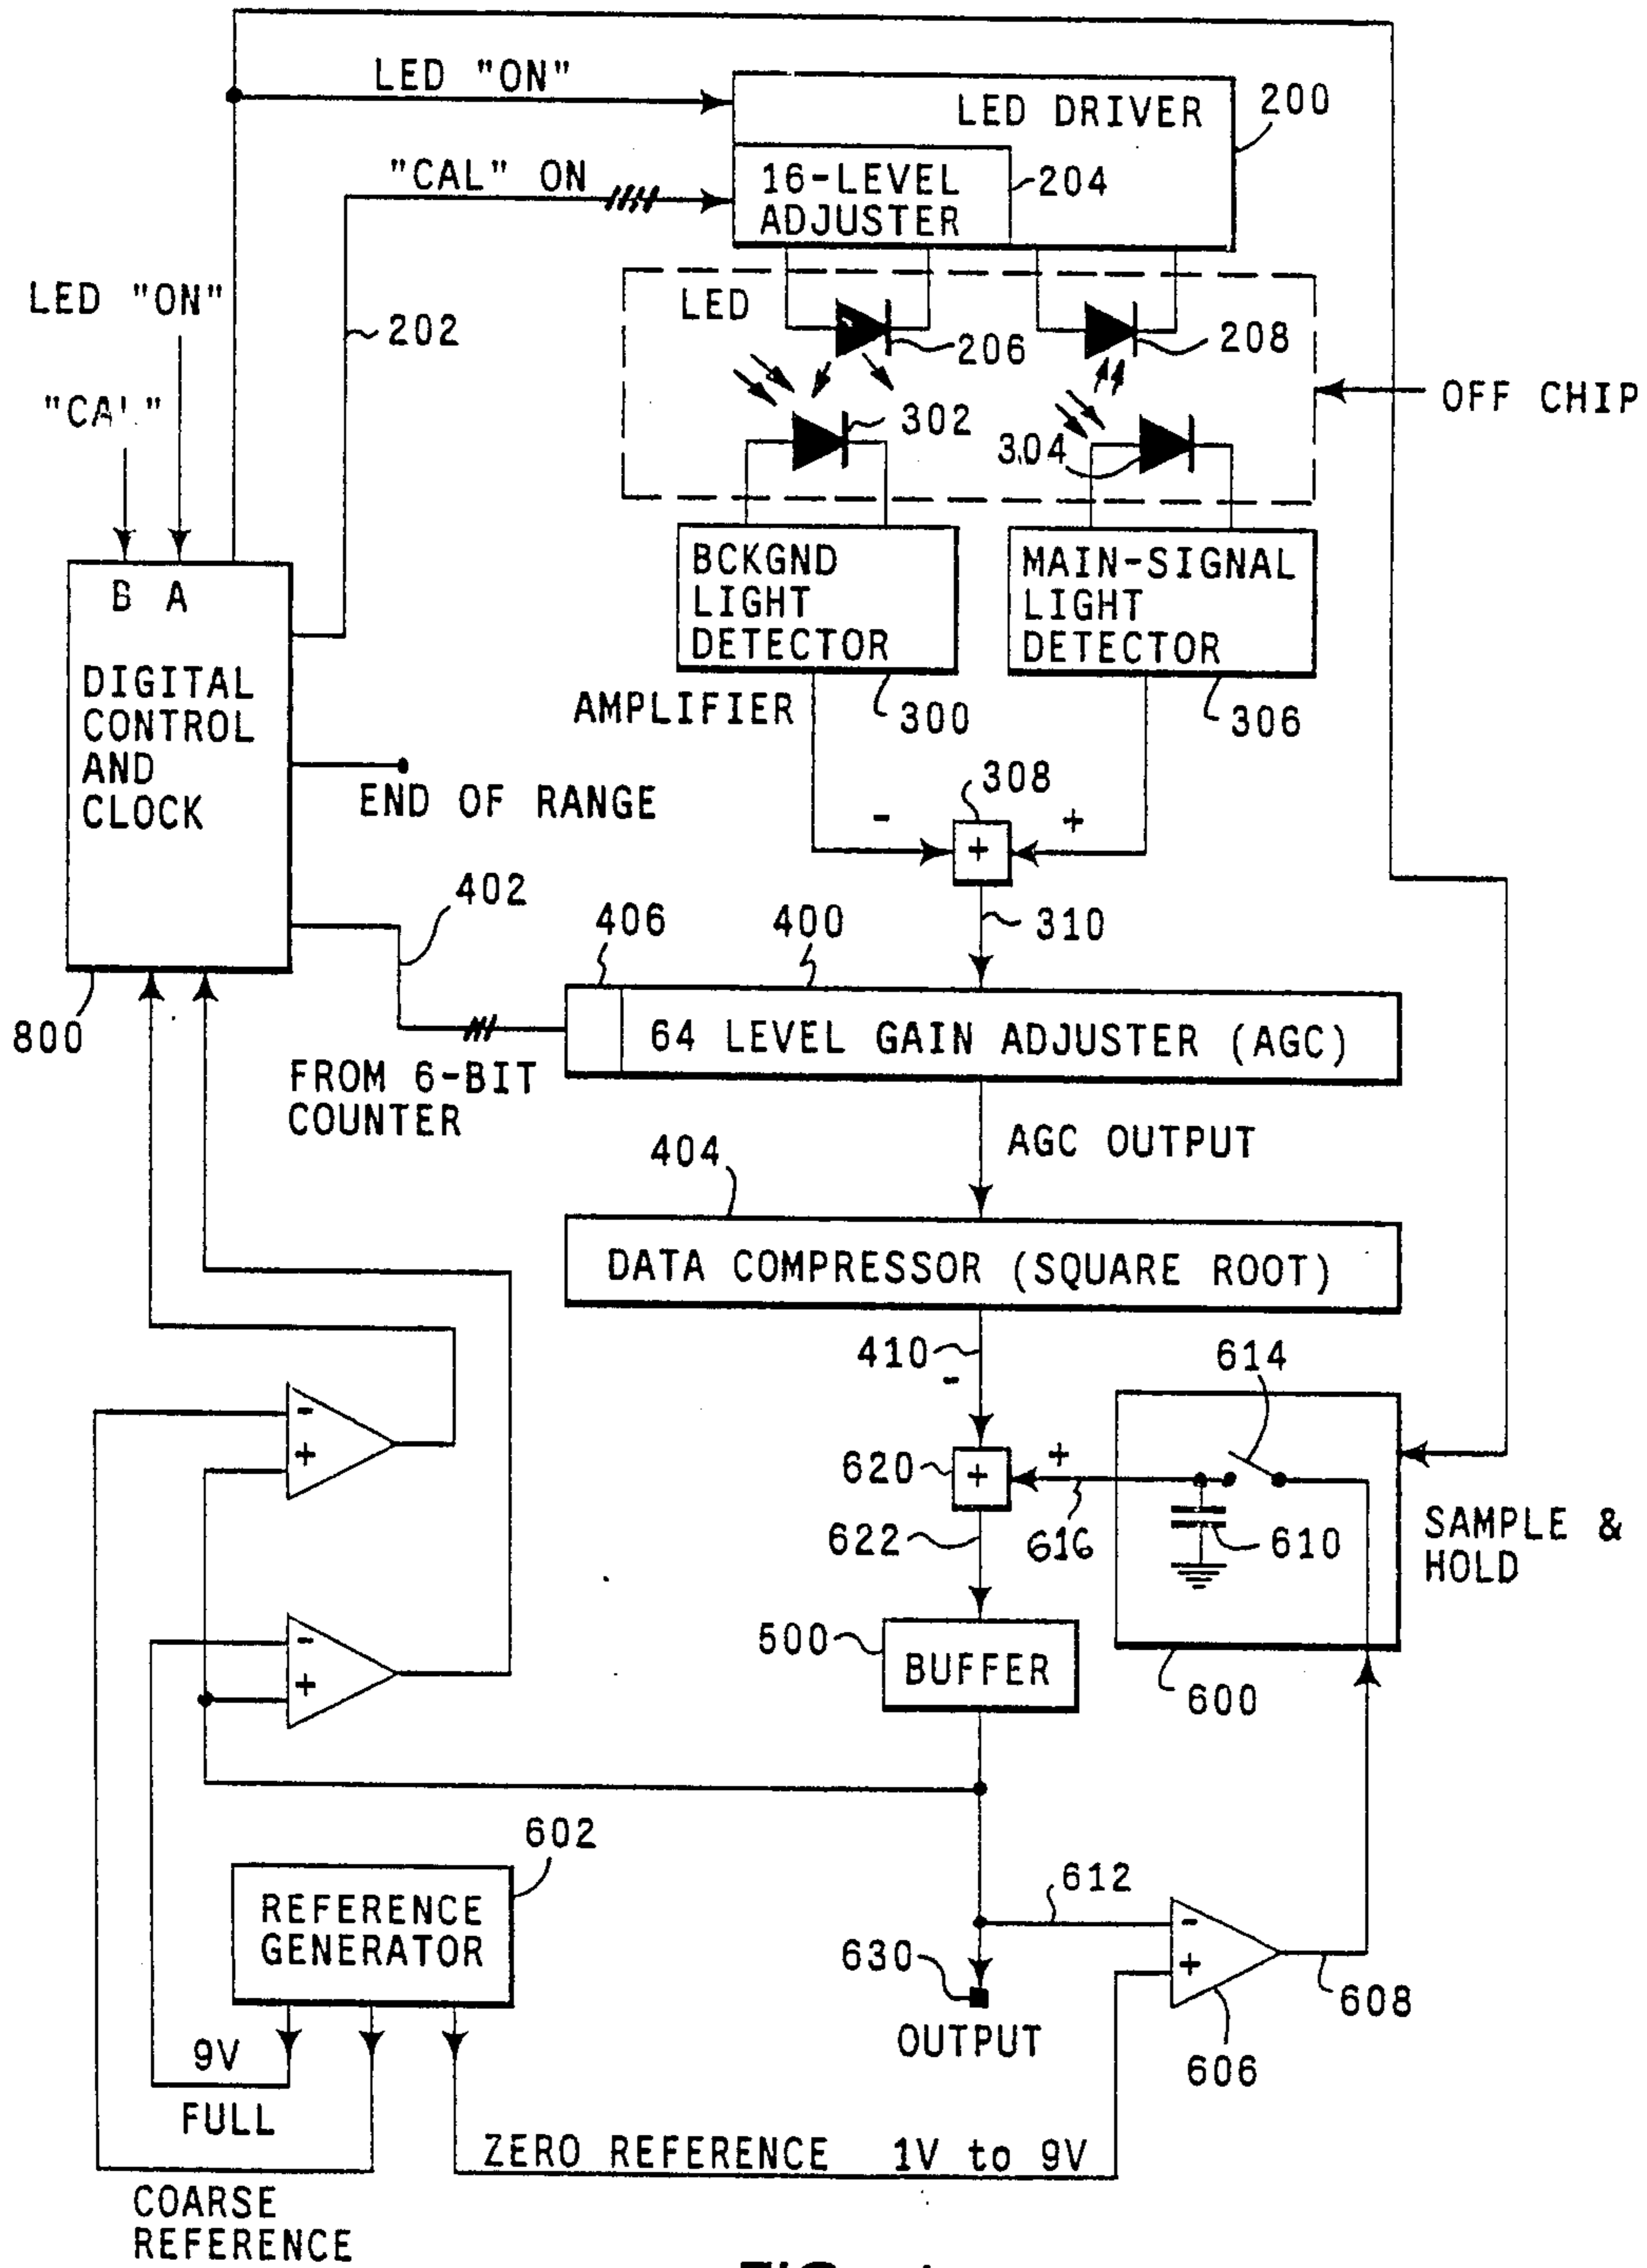 LED "ON"
LED DRIVER
200
"CAL" ON
16-LEVEL
ADJUSTER
204
LED "ON"
202
LED
206
208
"CAL"
302
304
OFF CHIP
B A
DIGITAL
CONTROL
AND
CLOCK
BCKGND
LIGHT
DETECTOR
MAIN-SIGNAL
LIGHT
DETECTOR
AMPLIFIER
300
306
END OF RANGE
308
-
+
+
402
406
400
310
800
64 LEVEL GAIN ADJUSTER (AGC)
FROM 6-BIT
COUNTER
AGC OUTPUT
404
DATA COMPRESSOR (SQUARE ROOT)
410
-
614
-
+
620
+
+
622
616
610
SAMPLE &
HOLD
500
BUFFER
-
+
600
602
REFERENCE
GENERATOR
612
-
+
630
608
OUTPUT
606
9V
FULL
ZERO REFERENCE 1V to 9V
COARSE
REFERENCE